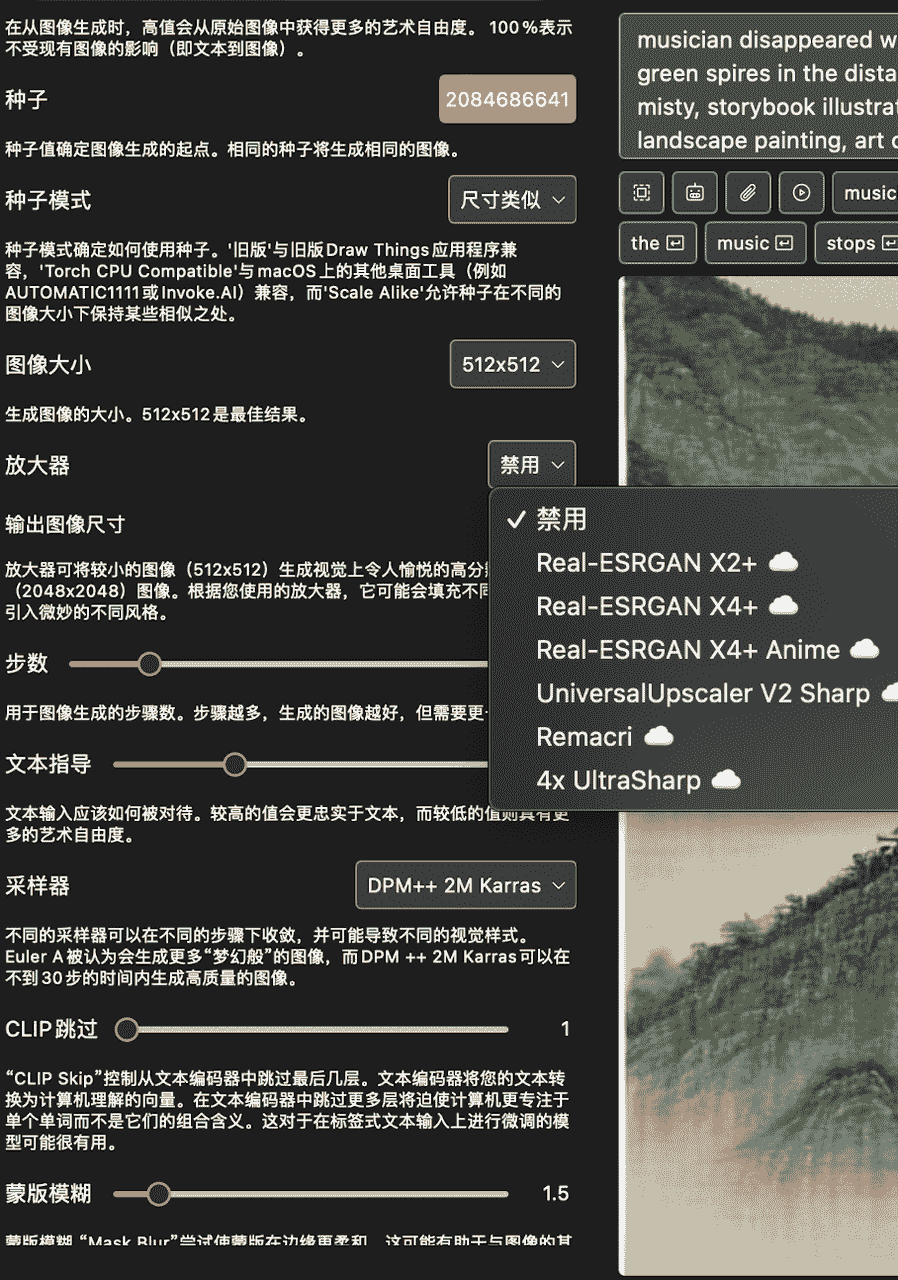 在从图像生成时，高值会从原始图像中获得更多的艺术自由度。 100%表示
不受现有图像的影响（即文本到图像）。
种子
2084686641
种子值确定图像生成的起点。相同的种子将生成相同的图像。
种子模式
尺寸类似
种子模式确定如何使用种子。'旧版'与旧版Draw Things应用程序兼
容，'Torch CPU Compatible'与macOS上的其他桌面工具（例如
AUTOMATIC1111或Invoke.AI）兼容，而'Scale Alike'允许种子在不同的
图像大小下保持某些相似之处。
图像大小
512x512
生成图像的大小。512x512是最佳结果。
放大器
禁用
输出图像尺寸
放大器可将较小的图像（512x512）生成视觉上令人愉悦的高分
（2048x2048）图像。根据您使用的放大器，它可能会填充不同
引入微妙的不同风格。
禁用
Real-ESRGAN X2+
Real-ESRGAN X4+
Real-ESRGAN X4+ Anime
UniversalUpscaler V2 Sharp
Remacri
4x UltraSharp
步数
用于图像生成的步骤数。步骤越多，生成的图像越好，但需要更
文本指导
文本输入应该如何被对待。较高的值会更忠实于文本，而较低的值则具有更
多的艺术自由度。
采样器
DPM++ 2M Karras
不同的采样器可以在不同的步骤下收敛，并可能导致不同的视觉样式。
Euler A被认为会生成更多“梦幻般”的图像，而DPM ++ 2M Karras可以在
不到30步的时间内生成高质量的图像。
CLIP跳过
1
“CLIP Skip”控制从文本编码器中跳过最后几层。文本编码器将您的文本转
换为计算机理解的向量。在文本编码器中跳过更多层将迫使计算机更专注于
单个单词而不是它们的组合含义。这对于在标签式文本输入上进行微调的模
型可能很有用。
蒙版模糊
1.5
蒙版模糊 “Mask Blur”尝试使蒙版在边缘更柔和，这可能有助于与图像的其
musician disappeared w
green spires in the dista
misty, storybook illustrat
landscape painting, art
music
the
music
stops